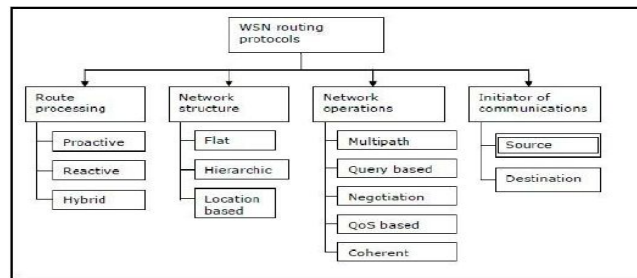 WSN routing
protocols
Route
processing
Proactive
Reactive
Hybrid
Network
structure
Flat
Hierarchic
Location
based
Network
operations
Multipath
Query based
Negotiation
QoS based
Coherent
Initiator of
communications
Source
Destination